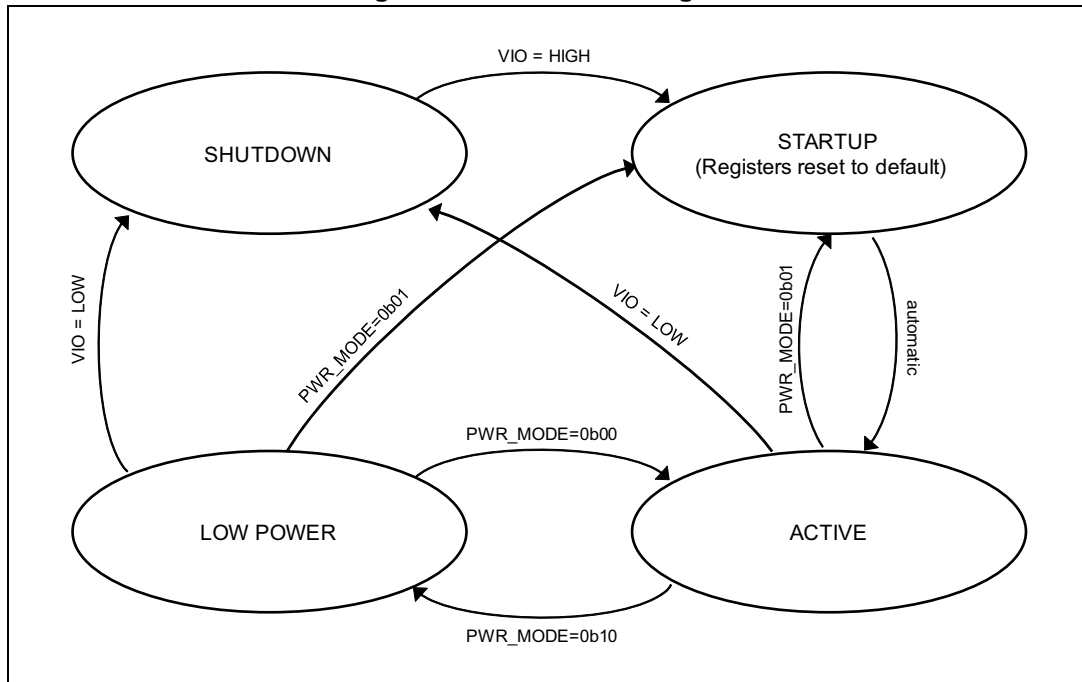 VIO = HIGH
SHUTDOWN
STARTUP
(Registers reset to default)
VIO = LOW
PWR_MODE=0b01
VIO = LOW
PWR_MODE=0b01
automatic
PWR_MODE=0b00
LOW POWER
ACTIVE
PWR_MODE=0b10